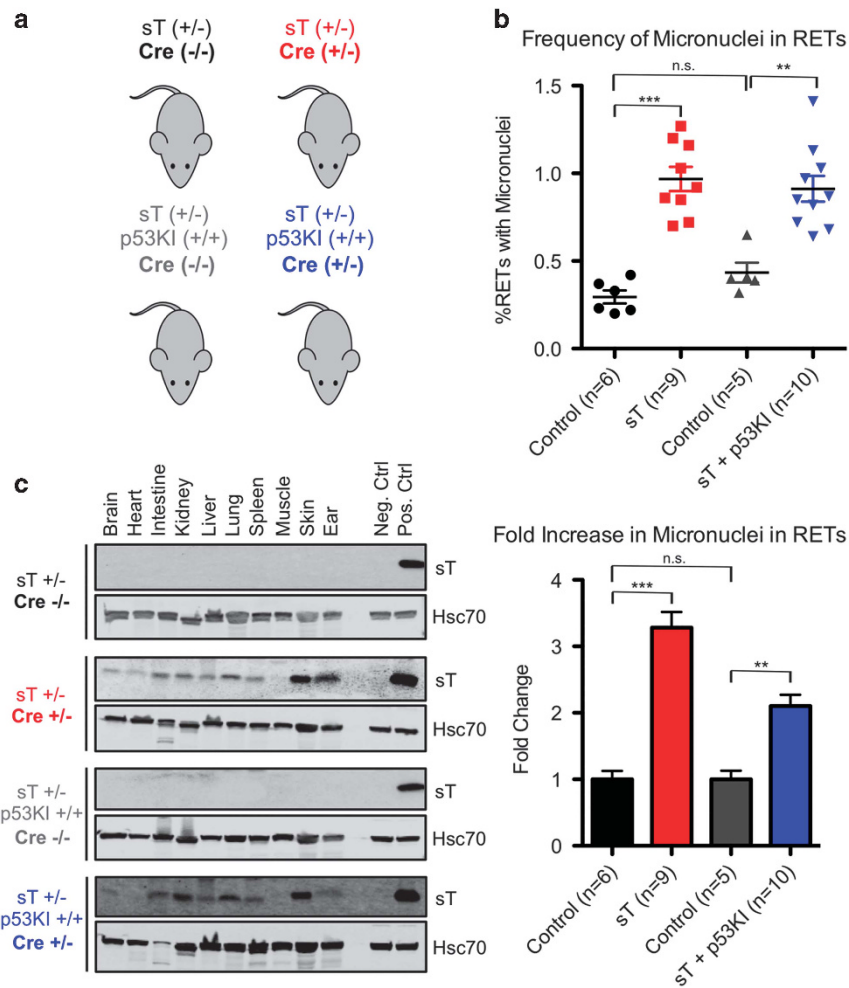 a
sT (+/-)
Cre (-/-)
sT (+/-)
Cre (+/-)
sT (+/-)
p53KI (+/+)
Cre (-/-)
sT (+/-)
p53KI (+/+)
Cre (+/-)
b
Frequency of Micronuclei in RETs
n.s.
**
***
%RETs with Micronuclei
1.5
1.0
0.5
0.0
Control (n=6)
sT (n=9)
Control (n=5)
sT + p53KI (n=10)
c
Brain
Heart
Intestine
Kidney
Liver
Lung
Spleen
Muscle
Skin
Ear
Neg. Ctrl
Pos. Ctrl
sT +/-
Cre -/-
sT
Hsc70
sT +/-
Cre +/-
sT
Hsc70
sT +/-
p53KI +/+
Cre -/-
sT
Hsc70
sT +/-
p53KI +/+
Cre +/-
sT
Hsc70
Fold Increase in Micronuclei in RETs
n.s.
***
**
Fold Change
4
3
2
1
0
Control (n=6)
sT (n=9)
Control (n=5)
sT + p53KI (n=10)